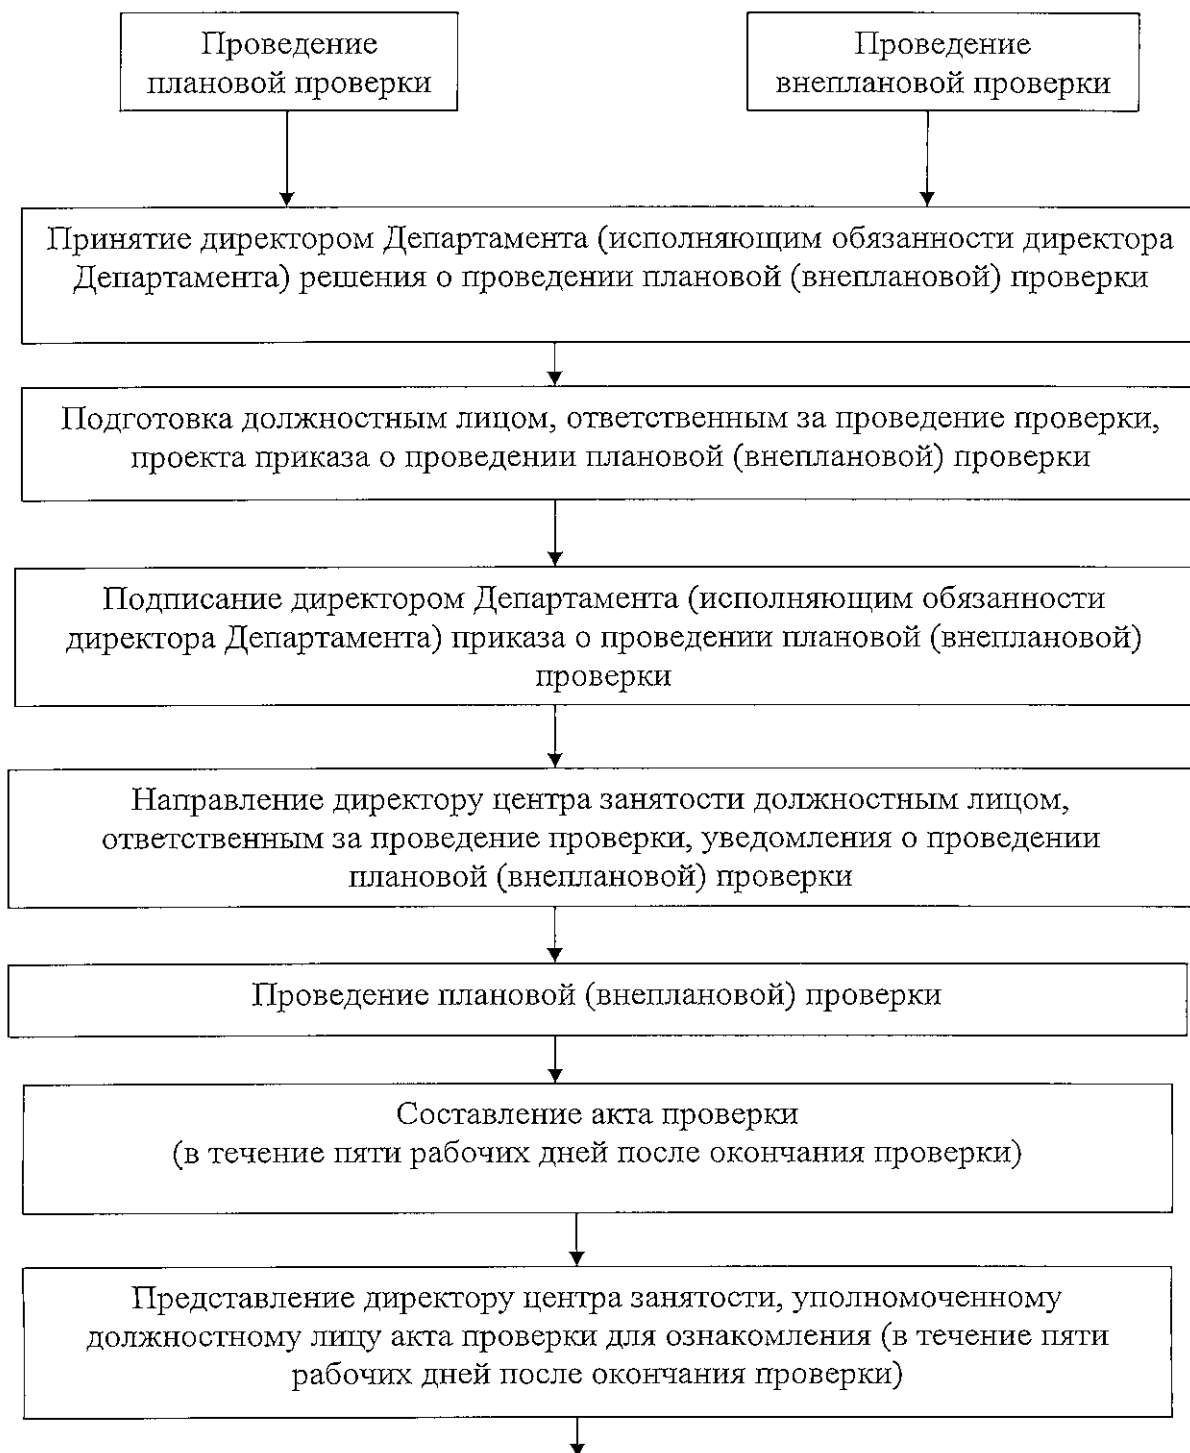 Проведение
плановой проверки
Проведение
внеплановой проверки
Принятие директором Департамента (исполняющим обязанности директора
Департамента) решения о проведении плановой (внеплановой) проверки
Подготовка должностным лицом, ответственным за проведение проверки,
проекта приказа о проведении плановой (внеплановой) проверки
Подписание директором Департамента (исполняющим обязанности
директора Департамента) приказа о проведении плановой (внеплановой)
проверки
Направление директору центра занятости должностным лицом,
ответственным за проведение проверки, уведомления о проведении
плановой (внеплановой) проверки
Проведение плановой (внеплановой) проверки
Составление акта проверки
(в течение пяти рабочих дней после окончания проверки)
Представление директору центра занятости, уполномоченному
должностному лицу акта проверки для ознакомления (в течение пяти
рабочих дней после окончания проверки)